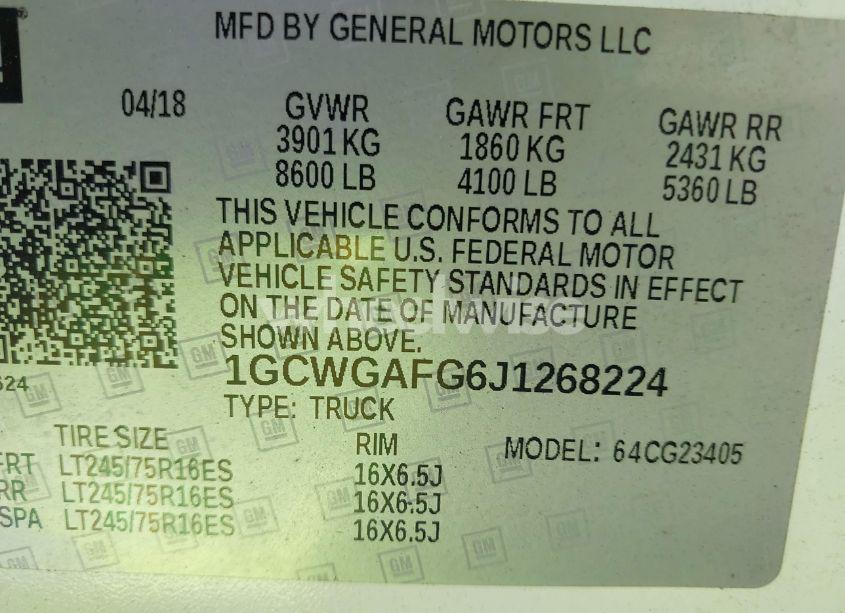 MFD BY GENERAL MOTORS LLC
04/18 GVWR GAWR FRT GAWR RR
3901 KG 1860 KG 2431 KG
8600 LB 4100 LB 5360 LB
THIS VEHICLE CONFORMS TO ALL
APPLICABLE U.S. FEDERAL MOTOR
VEHICLE SAFETY STANDARDS IN EFFECT
ON THE DATE OF MANUFACTURE
SHOWN ABOVE.
1GCWGAFG6J1268224
TYPE: TRUCK
TIRE SIZE RIM MODEL: 64CG23405
FRT LT245/75R16ES 16X6.5J
RR LT245/75R16ES 16X6.5J
SPA LT245/75R16ES 16X6.5J